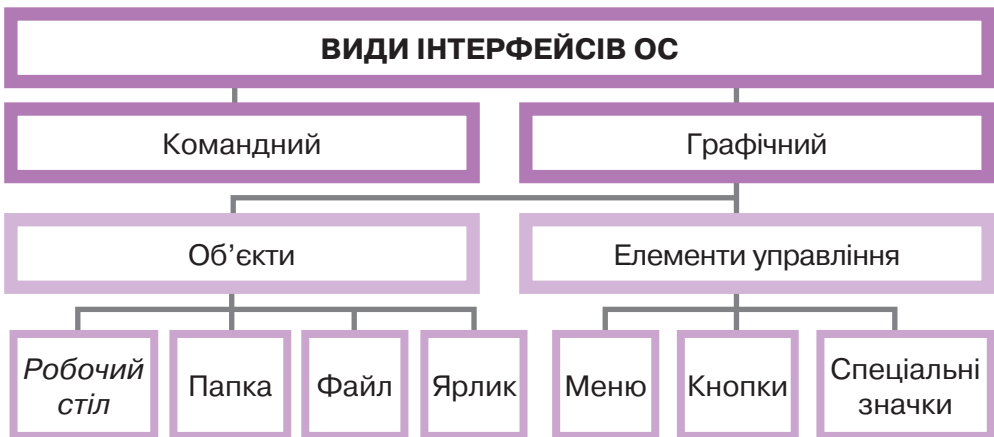 ВИДИ ІНТЕРФЕЙСІВ ОС
Командний
Графічний
Об’єкти
Елементи управління
Робочий
стіл
Папка
Файл
Ярлик
Меню
Кнопки
Спеціальні
значки